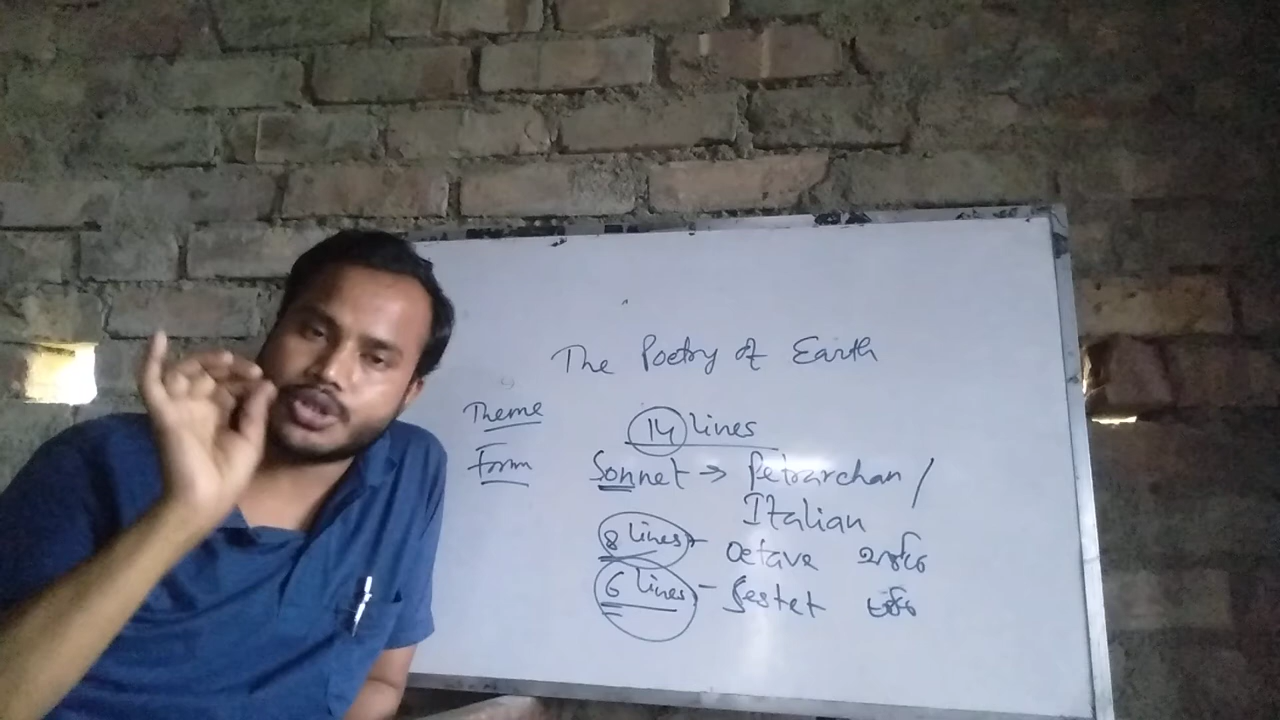 The Poetry of Earth
Theme
14 lines
Form
Sonnet → Petrarchan /
Italian
8 lines - Octave
6 lines - Sestet